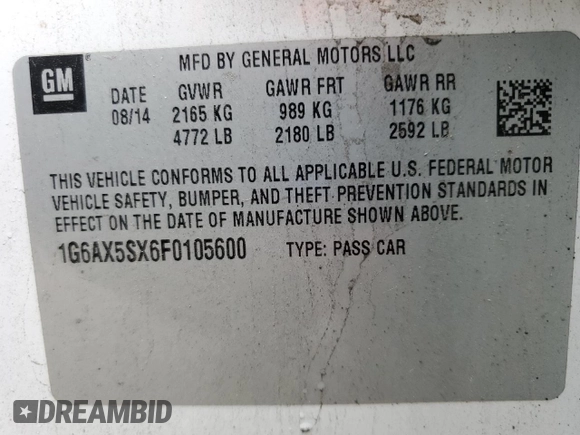 GM
MFD BY GENERAL MOTORS LLC
DATE GVWR GAWR FRT GAWR RR
08/14 2165 KG 989 KG 1176 KG
4772 LB 2180 LB 2592 LB
THIS VEHICLE CONFORMS TO ALL APPLICABLE U.S. FEDERAL MOTOR
VEHICLE SAFETY, BUMPER, AND THEFT PREVENTION STANDARDS IN
EFFECT ON THE DATE OF MANUFACTURE SHOWN ABOVE.
1G6AX5SX6F0105600 TYPE: PASS CAR
DREAMBID